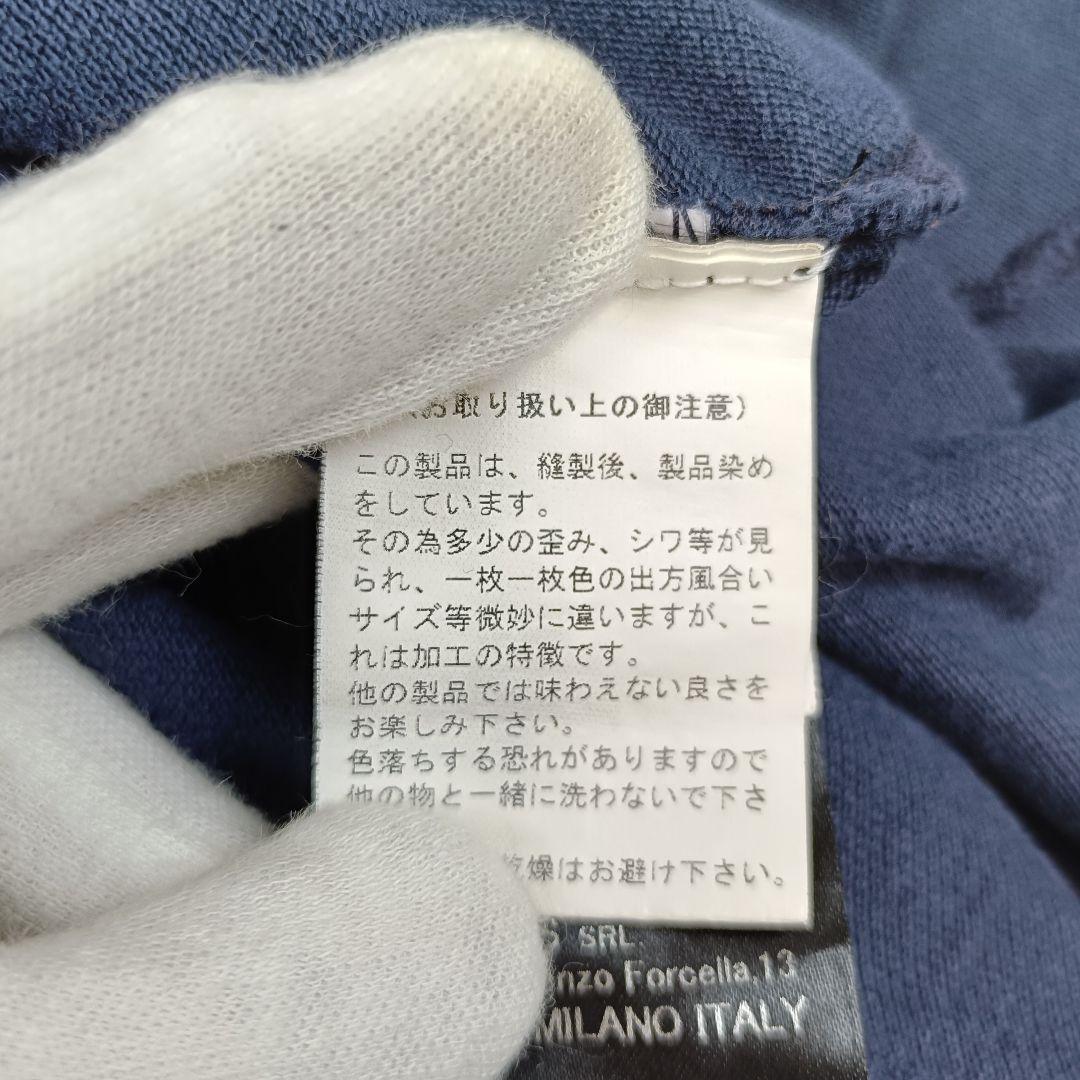 お取り扱い上の御注意）
この製品は、縫製後、製品染め
をしています。
その為多少の歪み、シワ等が見
られ、一枚一枚色の出方風合い
サイズ等微妙に違いますが、こ
れは加工の特徴です。
他の製品では味わえない良さを
お楽しみ下さい。
色落ちする恐れがありますので
他の物と一緒に洗わないで下さ
乾燥はお避け下さい。
S SRL.
nzo Forcella,13
MILANO ITALY